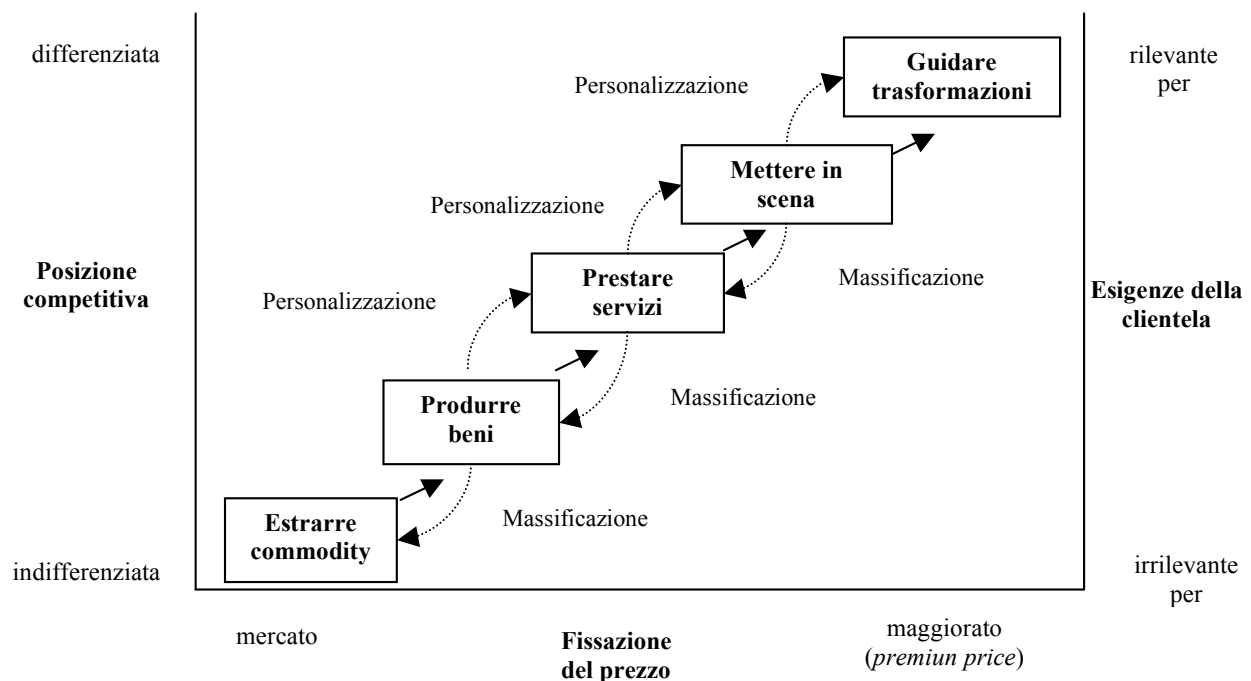 differenziata
Guidare
trasformazioni
rilevante
per
Personalizzazione
Mettere in
scena
Personalizzazione
Posizione
competitiva
Prestare
servizi
Massificazione
Esigenze della
clientela
Personalizzazione
Produrre
beni
Massificazione
Estrarre
commodity
Massificazione
indifferenziata
irrilevante
per
mercato
Fissazione
del prezzo
maggiorato
(premiun price)